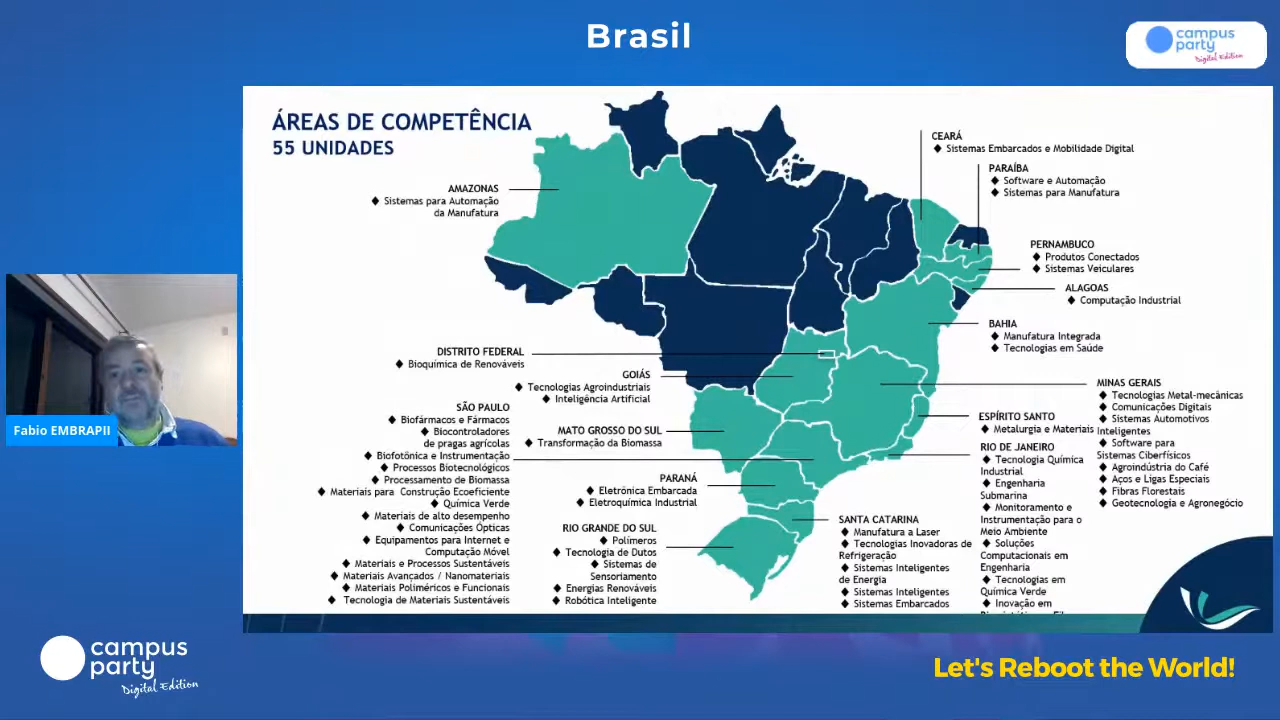 Brasil
campus
party
Digital Edition
ÁREAS DE COMPETÊNCIA
55 UNIDADES
AMAZONAS
♦ Sistemas para Automação
da Manufatura
CEARÁ
♦ Sistemas Embarcados e Mobilidade Digital
PARAÍBA
♦ Software e Automação
♦ Sistemas para Manufatura
PERNAMBUCO
♦ Produtos Conectados
♦ Sistemas Veiculares
ALAGOAS
♦ Computação Industrial
BAHIA
♦ Manufatura Integrada
♦ Tecnologias em Saúde
DISTRITO FEDERAL
♦ Bioquímica de Renováveis
GOIÁS
♦ Tecnologias Agroindustriais
♦ Inteligência Artificial
MATO GROSSO DO SUL
♦ Transformação da Biomassa
SÃO PAULO
♦ Biofármacos e Fármacos
♦ Biocontroladores
de pragas agrícolas
♦ Biofotônica e Instrumentação
♦ Processos Biotecnológicos
♦ Processamento de Biomassa
♦ Materiais para Construção Ecoeficiente
♦ Química Verde
♦ Materiais de alto desempenho
♦ Comunicações Ópticas
♦ Equipamentos para Internet e
Computação Móvel
♦ Materiais e Processos Sustentáveis
♦ Materiais Avançados / Nanomateriais
♦ Materiais Poliméricos e Funcionais
♦ Tecnologia de Materiais Sustentáveis
PARANÁ
♦ Eletrônica Embarcada
♦ Eletroquímica Industrial
RIO GRANDE DO SUL
♦ Polímeros
♦ Tecnologia de Dutos
♦ Sistemas de
Sensoriamento
♦ Energias Renováveis
♦ Robótica Inteligente
SANTA CATARINA
♦ Manufatura a Laser
♦ Tecnologias Inovadoras de
Refrigeração
♦ Sistemas Inteligentes
de Energia
♦ Sistemas Inteligentes
♦ Sistemas Embarcados
ESPÍRITO SANTO
♦ Metalurgia e Materiais
RIO DE JANEIRO
♦ Tecnologia Química
Industrial
♦ Engenharia
Submarina
♦ Monitoramento e
Instrumentação para o
Meio Ambiente
♦ Soluções
Computacionais em
Engenharia
♦ Tecnologias em
Química Verde
♦ Inovação em
MINAS GERAIS
♦ Tecnologias Metal-mecânicas
♦ Comunicações Digitais
♦ Sistemas Automotivos
Inteligentes
♦ Software para
Sistemas Ciberfísicos
♦ Agroindústria do Café
♦ Aços e Ligas Especiais
♦ Fibras Florestais
♦ Geotecnologia e Agronegócio
Fabio EMBRAPII
campus
party
Digital Edition
Let's Reboot the World!